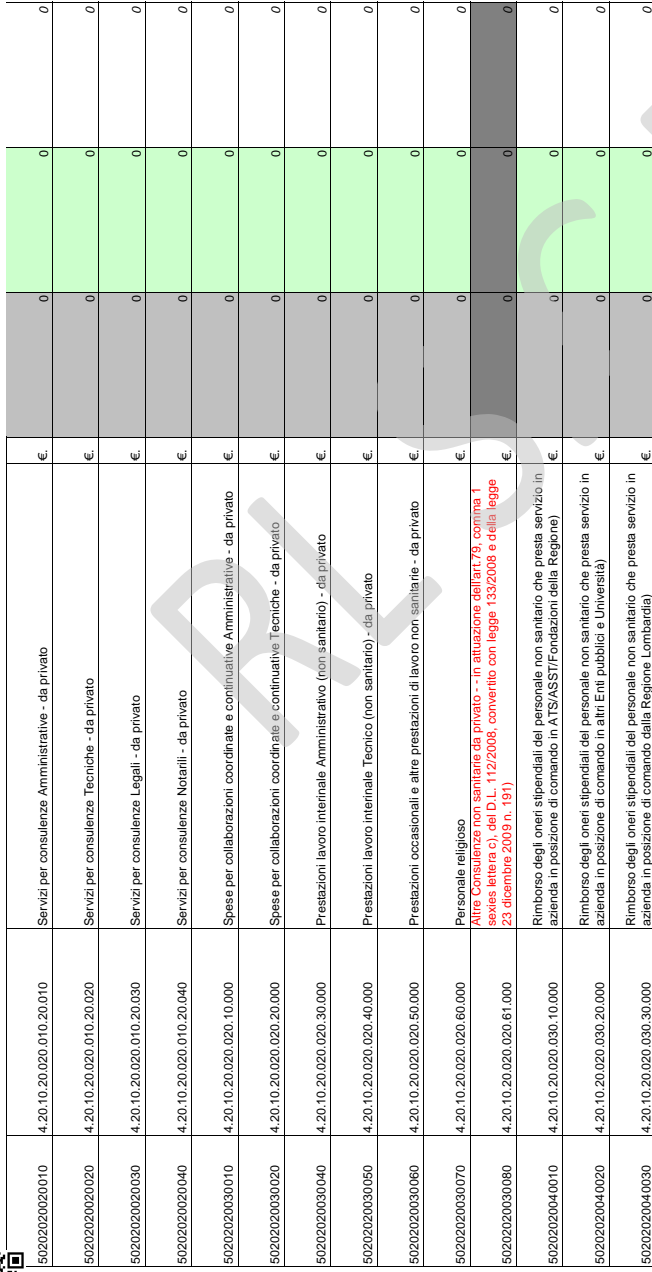 50202020020010 4.20.10.20.020.010.20.010 Servizi per consulenze Amministrative - da privato €. 0 0 0
50202020020020 4.20.10.20.020.010.20.020 Servizi per consulenze Tecniche - da privato €. 0 0 0
50202020020030 4.20.10.20.020.010.20.030 Servizi per consulenze Legali - da privato €. 0 0 0
50202020020040 4.20.10.20.020.010.20.040 Servizi per consulenze Notarili - da privato €. 0 0 0
50202020030010 4.20.10.20.020.020.10.000 Spese per collaborazioni coordinate e continuative Amministrative - da privato €. 0 0 0
50202020030020 4.20.10.20.020.020.20.000 Spese per collaborazioni coordinate e continuative Tecniche - da privato €. 0 0 0
50202020030040 4.20.10.20.020.020.30.000 Prestazioni lavoro interinale Amministrativo (non sanitario) - da privato €. 0 0 0
50202020030050 4.20.10.20.020.020.40.000 Prestazioni lavoro interinale Tecnico (non sanitario) - da privato €. 0 0 0
50202020030060 4.20.10.20.020.020.50.000 Prestazioni occasionali e altre prestazioni di lavoro non sanitarie - da privato €. 0 0 0
50202020030070 4.20.10.20.020.020.60.000 Personale religioso €. 0 0 0
Altre Consulenze non sanitarie da privato - - in attuazione dell'art.79, comma 1
sexies lettera c), del D.L. 112/2008, convertito con legge 133/2008 e della legge
50202020030080 4.20.10.20.020.020.61.000 23 dicembre 2009 n. 191) €. 0 0 0
Rimborso degli oneri stipendiali del personale non sanitario che presta servizio in
50202020040010 4.20.10.20.020.030.10.000 azienda in posizione di comando in ATS/ASST/Fondazioni della Regione) €. 0 0 0
Rimborso degli oneri stipendiali del personale non sanitario che presta servizio in
50202020040020 4.20.10.20.020.030.20.000 azienda in posizione di comando in altri Enti pubblici e Università) €. 0 0 0
Rimborso degli oneri stipendiali del personale non sanitario che presta servizio in
50202020040030 4.20.10.20.020.030.30.000 azienda in posizione di comando dalla Regione Lombardia) €. 0 0 0
RL S.